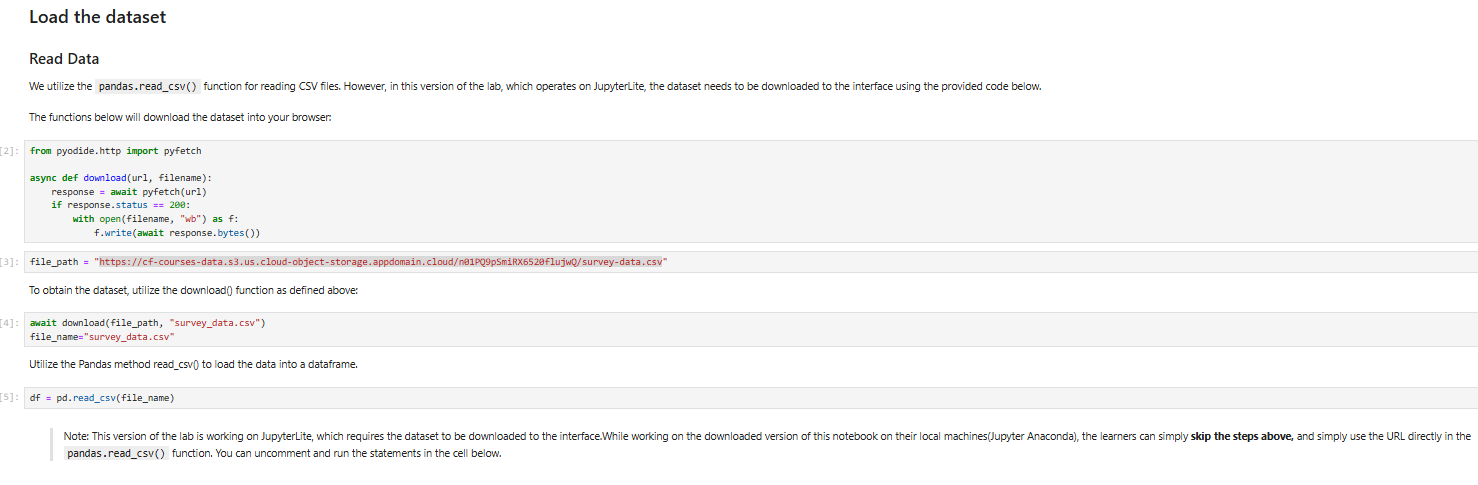 Load the dataset
Read Data
We utilize the pandas.read_csv() function for reading CSV files. However, in this version of the lab, which operates on JupyterLite, the dataset needs to be downloaded to the interface using the provided code below.
The functions below will download the dataset into your browser:
[2]: from pyodide.http import pyfetch
async def download(url, filename):
    response = await pyfetch(url)
    if response.status == 200:
        with open(filename, "wb") as f:
            f.write(await response.bytes())
[3]: file_path = "https://cf-courses-data.s3.us.cloud-object-storage.appdomain.cloud/n01PQ9pSmiRX6520flujwQ/survey-data.csv"
To obtain the dataset, utilize the download() function as defined above:
[4]: await download(file_path, "survey_data.csv")
file_name="survey_data.csv"
Utilize the Pandas method read_csv() to load the data into a dataframe.
[5]: df = pd.read_csv(file_name)
Note: This version of the lab is working on JupyterLite, which requires the dataset to be downloaded to the interface.While working on the downloaded version of this notebook on their local machines(Jupyter Anaconda), the learners can simply skip the steps above, and simply use the URL directly in the
pandas.read_csv() function. You can uncomment and run the statements in the cell below.